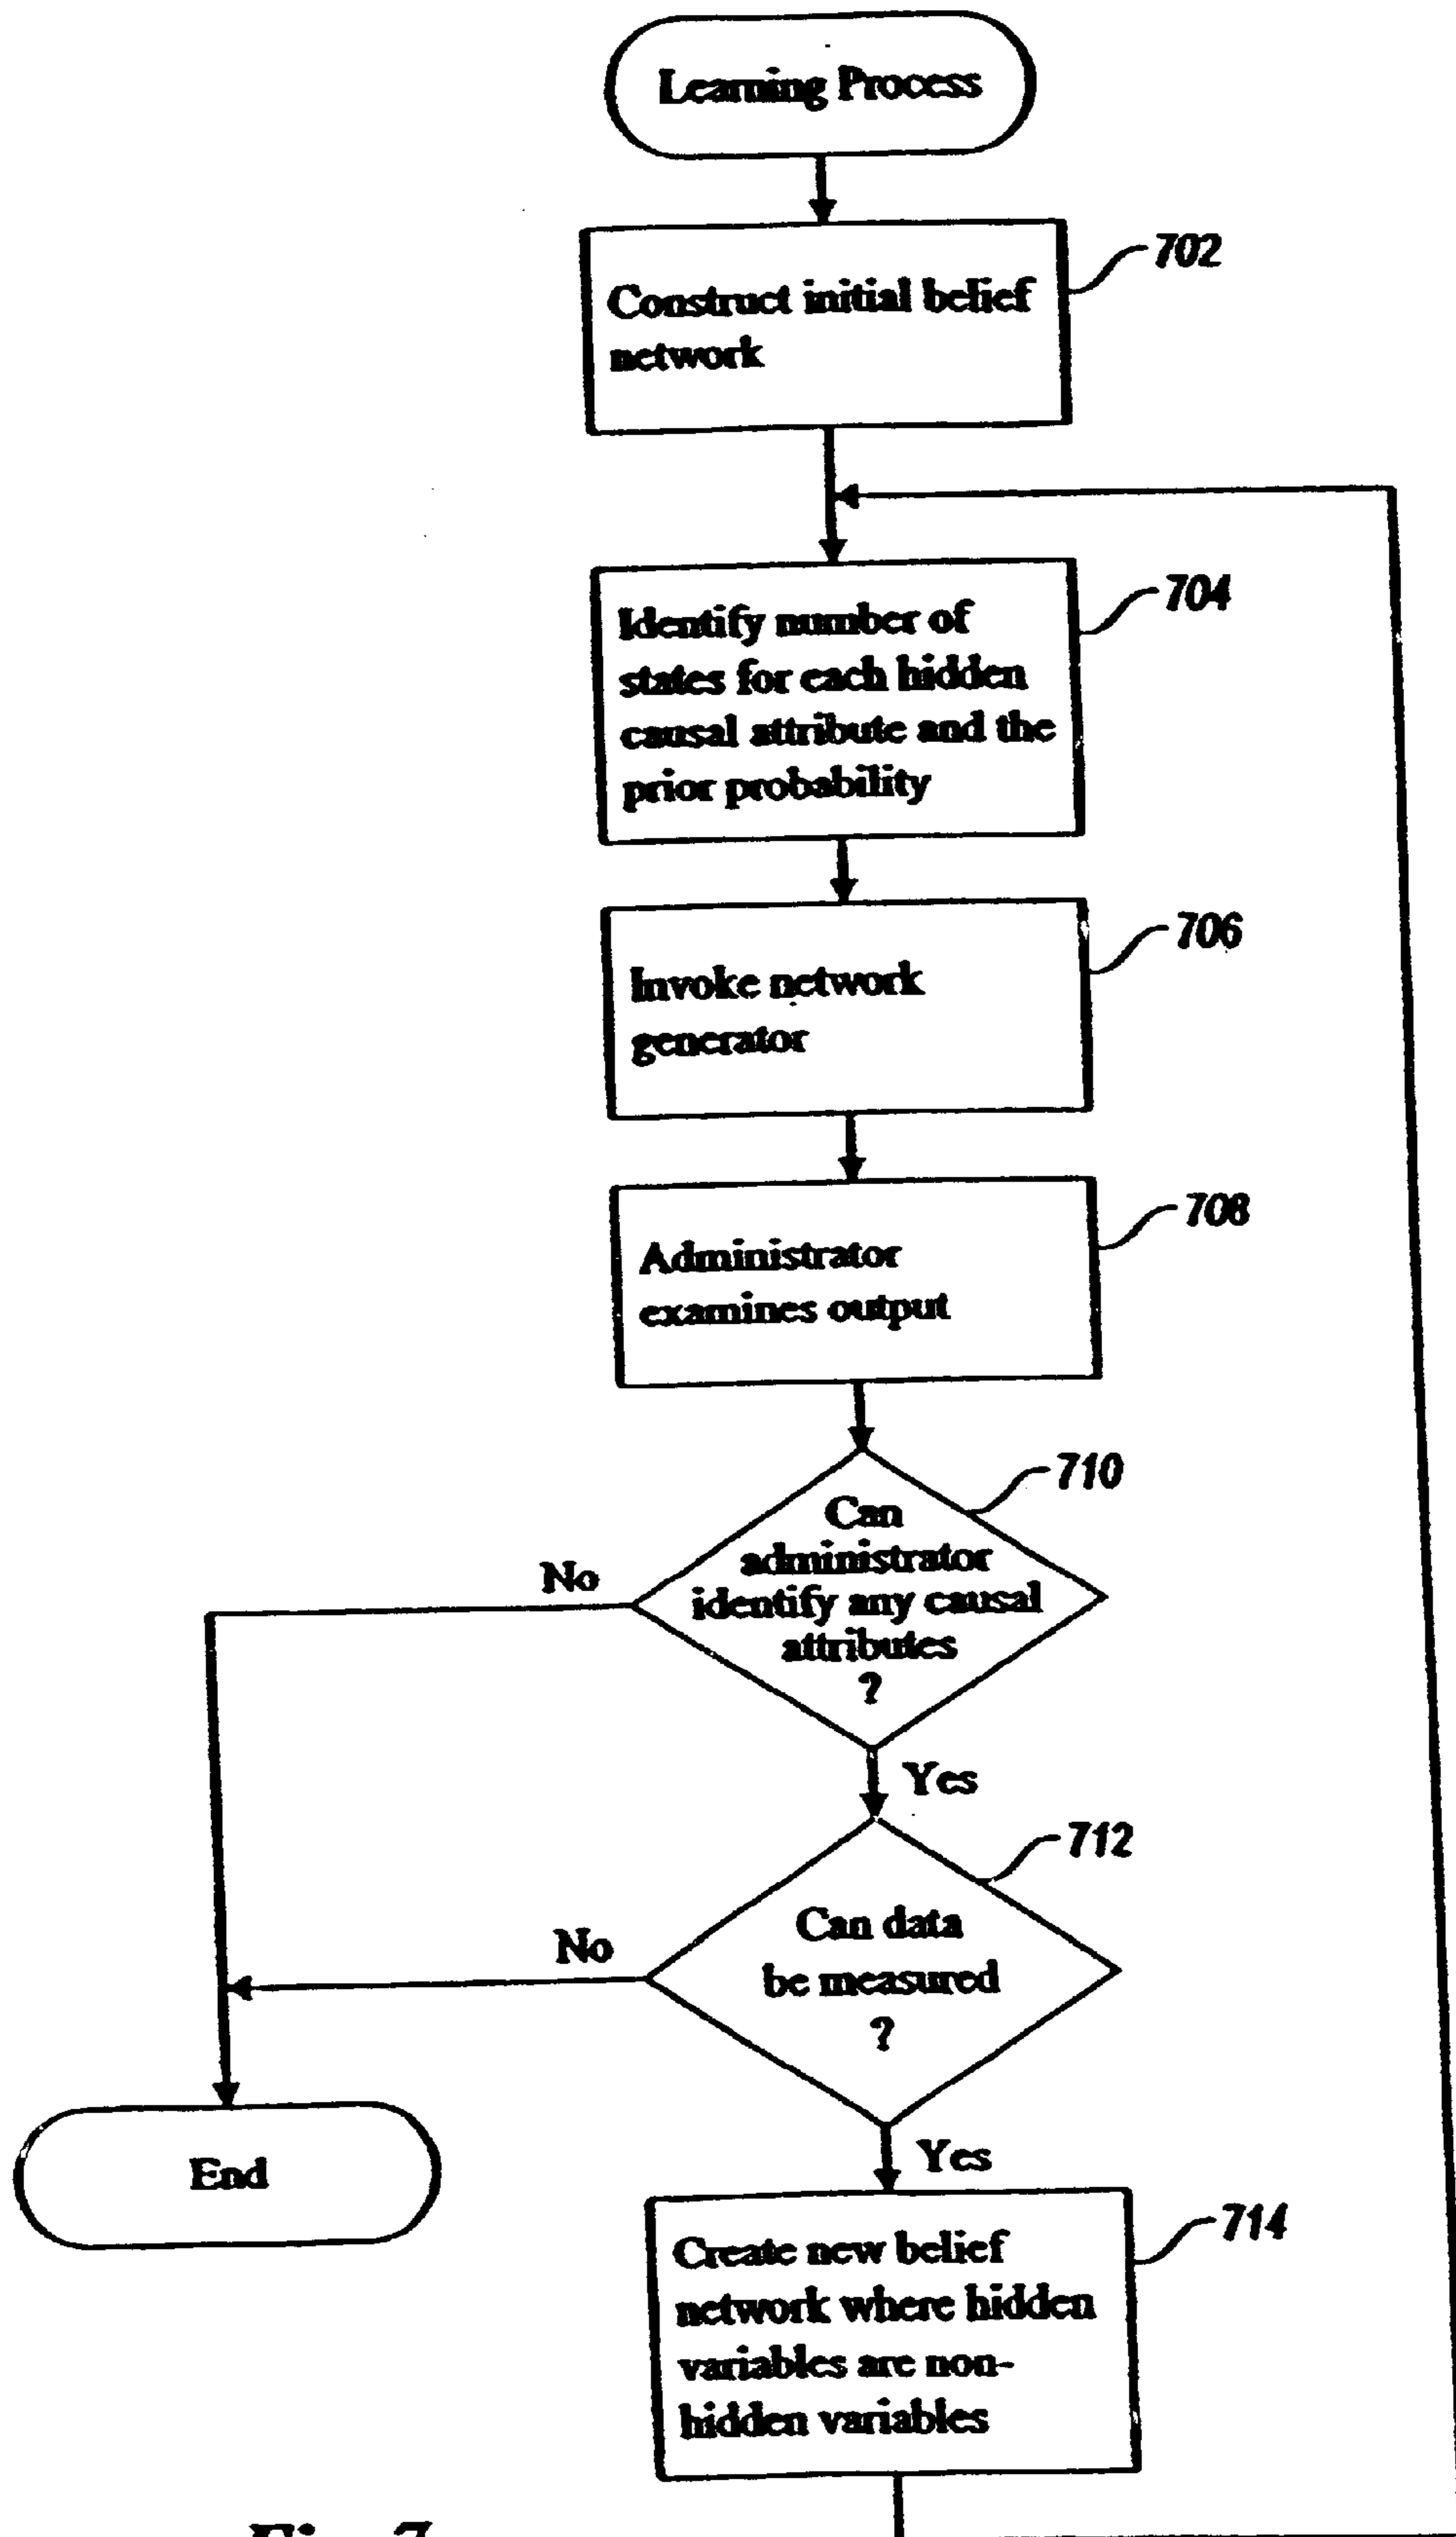 Learning Process
702
Construct initial belief
network
704
Identify number of
states for each hidden
causal attribute and the
prior probability
706
Invoke network
generator
708
Administrator
examines output
710
Can
administrator
identify any causal
attributes
?
No
Yes
712
Can data
be measured
?
No
Yes
End
714
Create new belief
network where hidden
variables are non-
hidden variables
Fig. 7